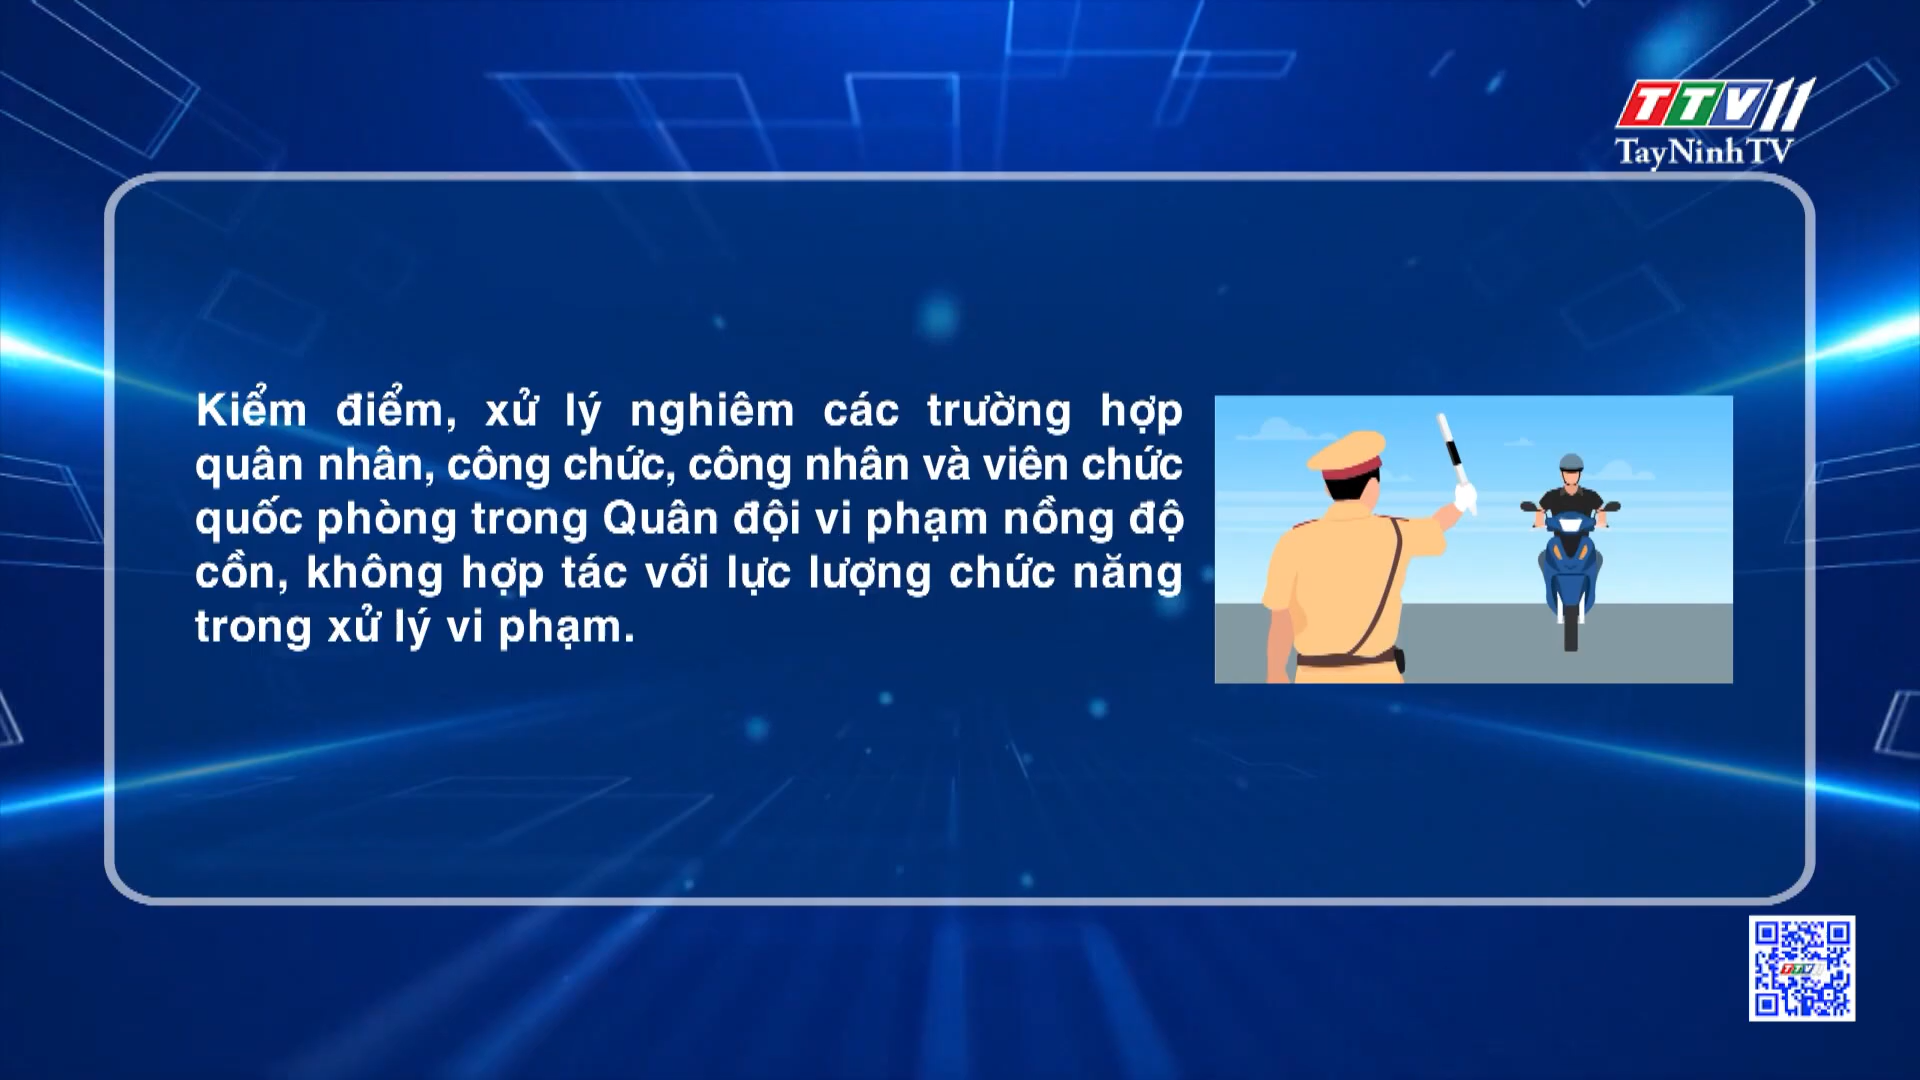 TTV11
TayNinhTV
Kiểm điểm, xử lý nghiêm các trường hợp
quân nhân, công chức, công nhân và viên chức
quốc phòng trong Quân đội vi phạm nồng độ
cồn, không hợp tác với lực lượng chức năng
trong xử lý vi phạm.
TTV11